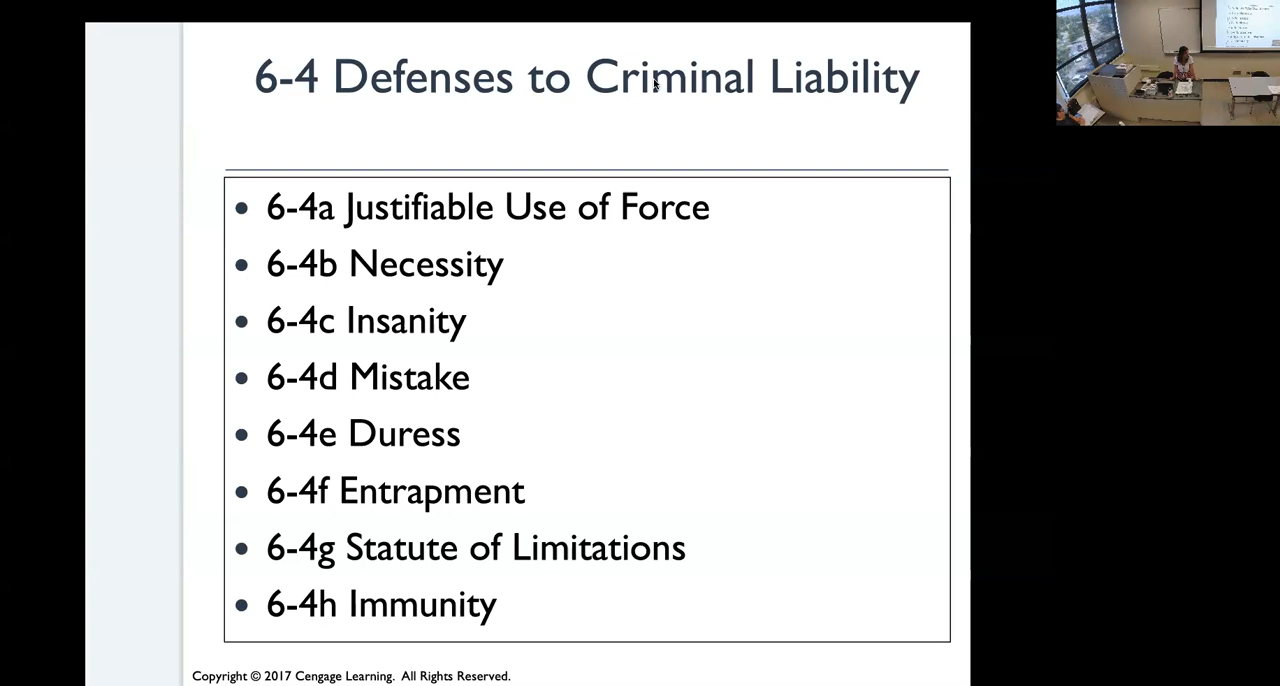 6-4 Defenses to Criminal Liability
• 6-4a Justifiable Use of Force
• 6-4b Necessity
• 6-4c Insanity
• 6-4d Mistake
• 6-4e Duress
• 6-4f Entrapment
• 6-4g Statute of Limitations
• 6-4h Immunity
Copyright © 2017 Cengage Learning. All Rights Reserved.